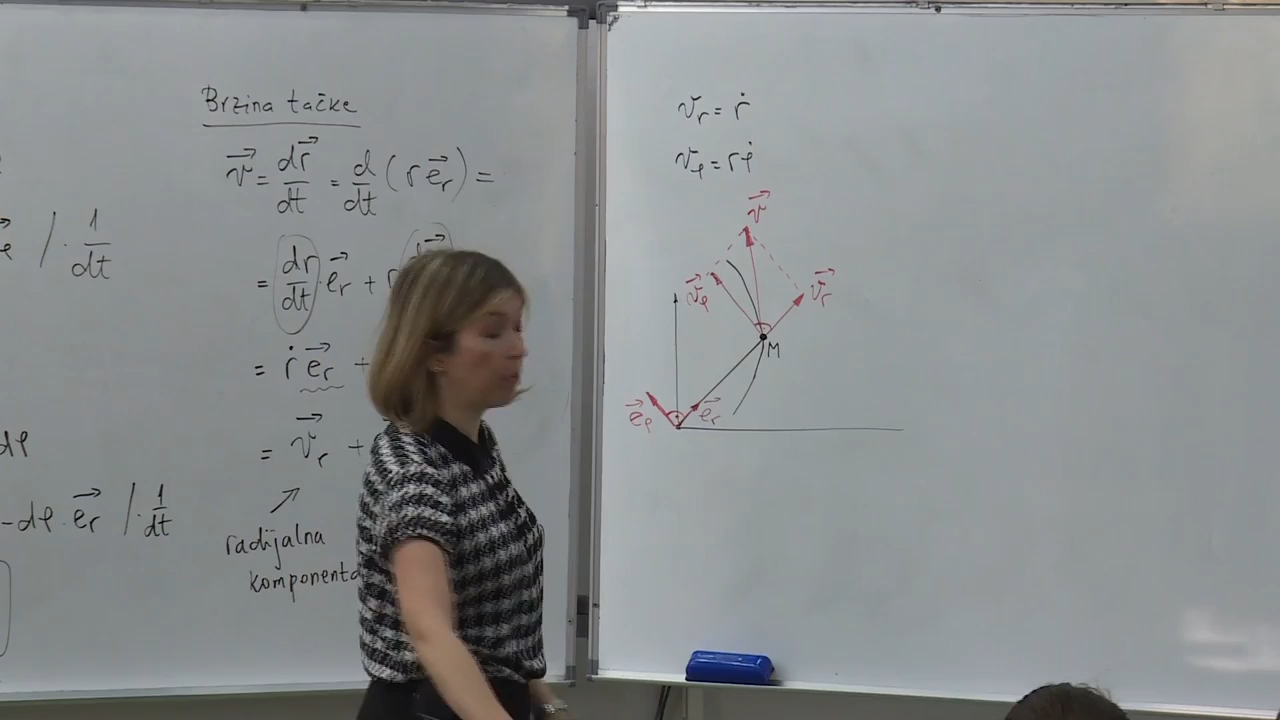 φ / · 1/dt
dφ
-dφ · e⃗r / · 1/dt
Brzina tačke
v⃗ = dr⃗/dt = d/dt (r e⃗r) =
= dr/dt · e⃗r + r
= ṙ e⃗r +
= v⃗r +
radijalna
komponenta
vr = ṙ
vφ = rφ̇
v⃗
v⃗φ v⃗r
M
e⃗φ e⃗r